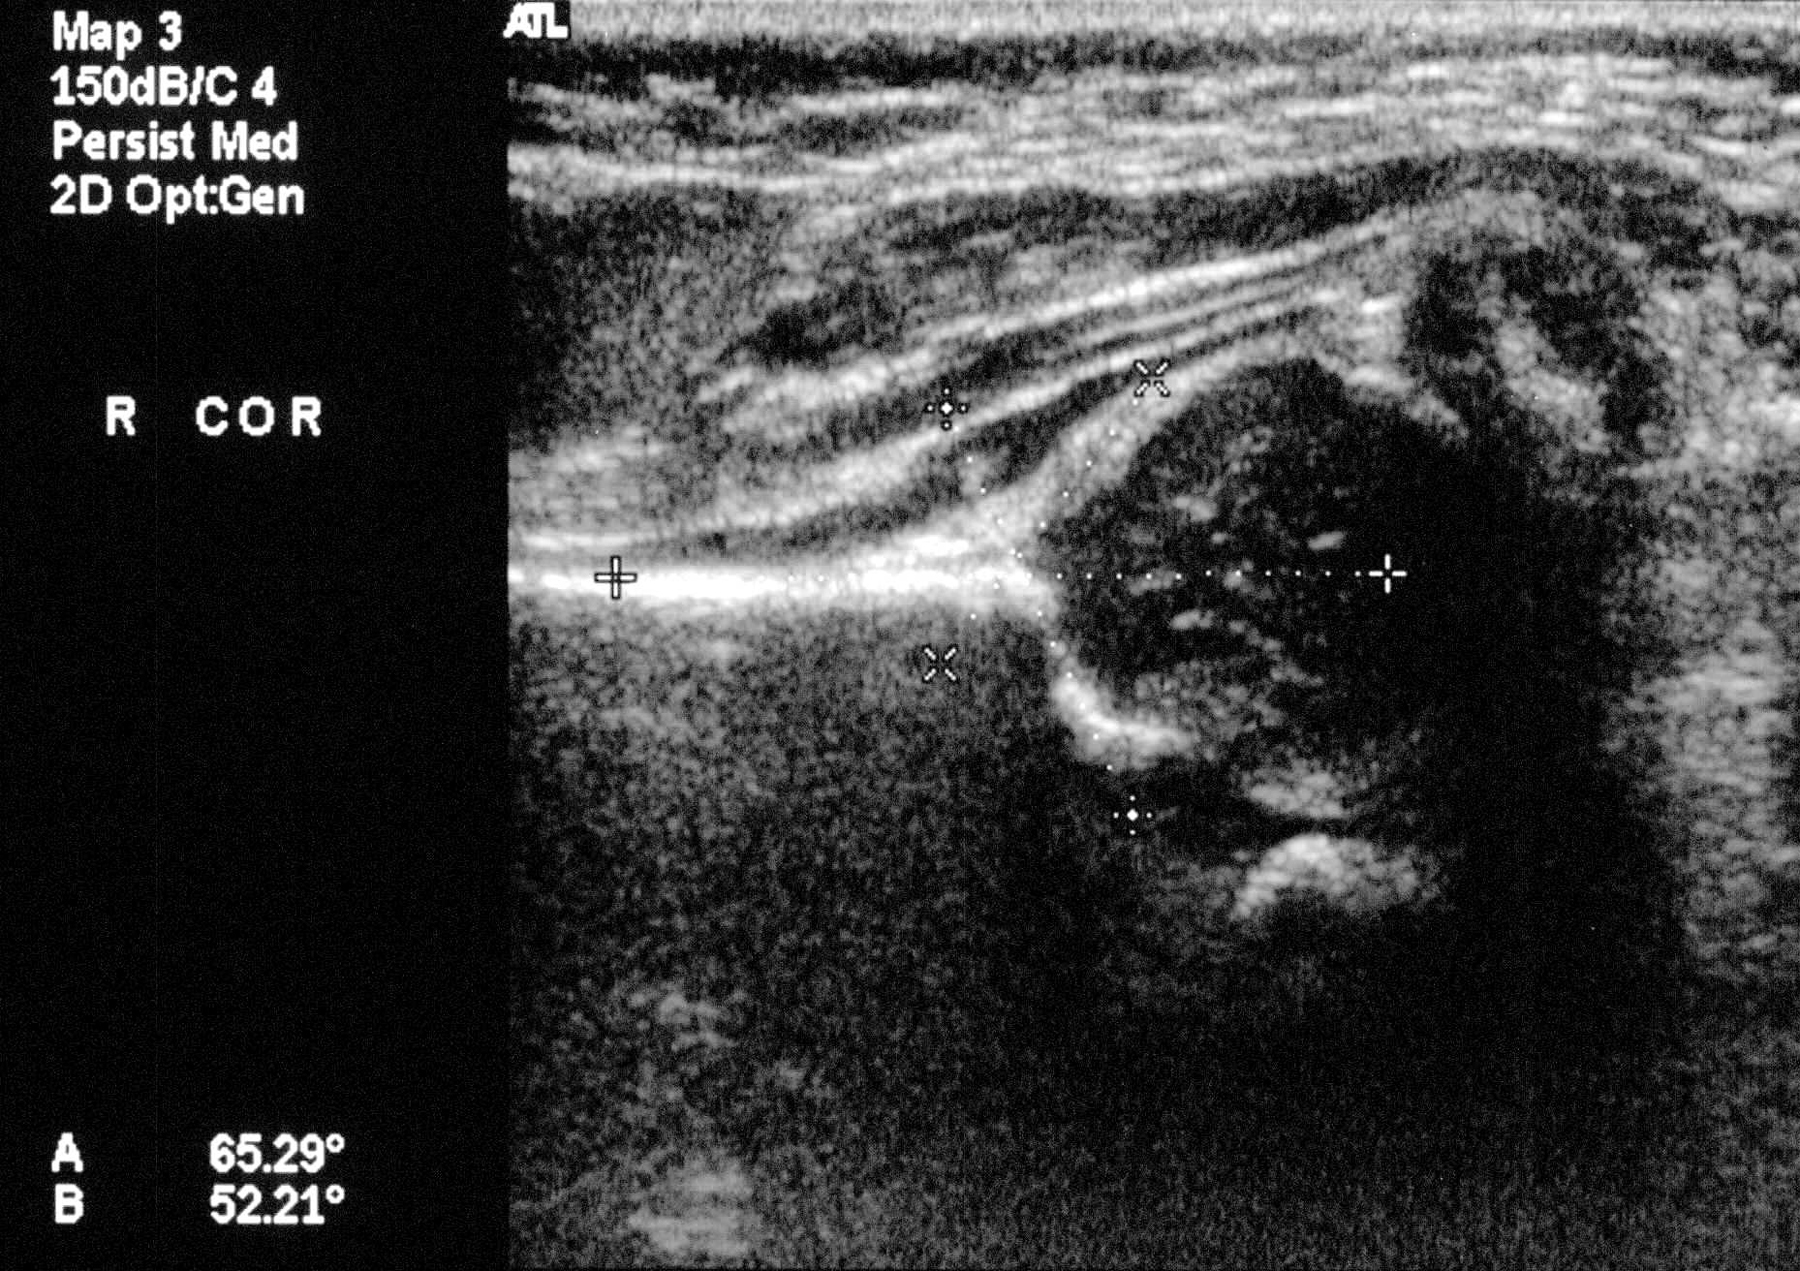 ATL
Map 3
150dB/C 4
Persist Med
2D Opt:Gen
R COR
A 65.29°
B 52.21°